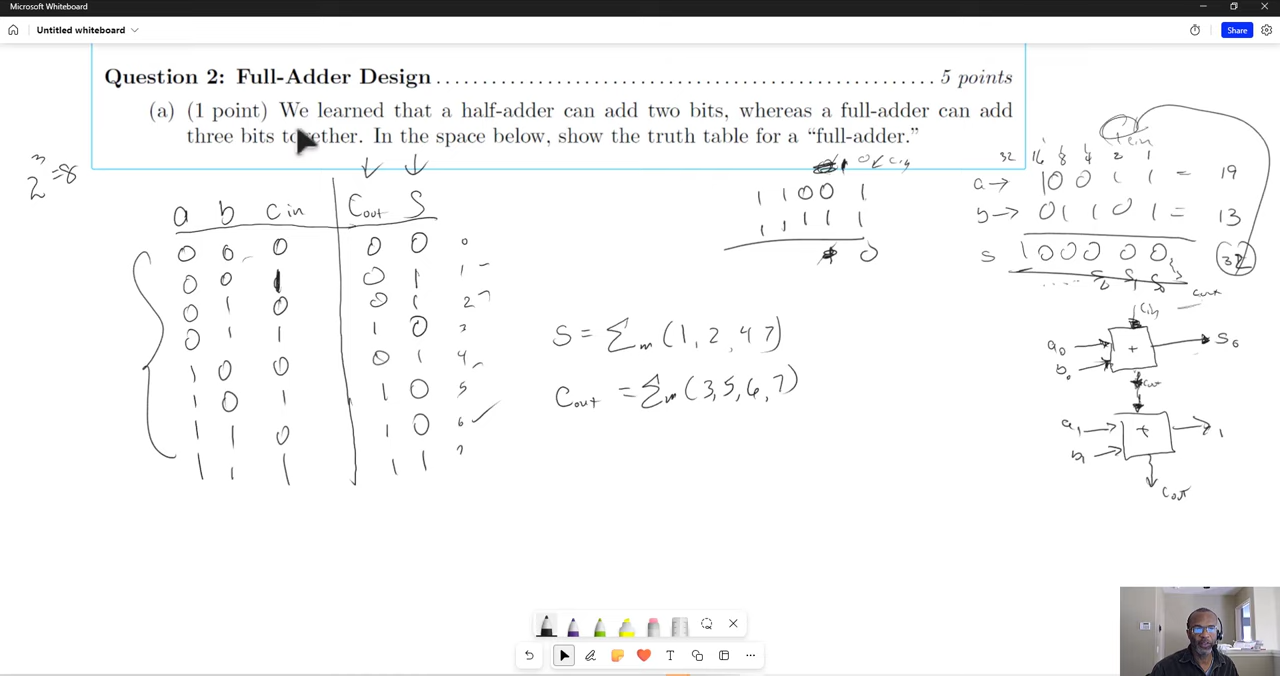 Microsoft Whiteboard
Untitled whiteboard
Share
Question 2: Full-Adder Design 5 points
(a) (1 point) We learned that a half-adder can add two bits, whereas a full-adder can add
three bits together. In the space below, show the truth table for a “full-adder.”
2³=8
a b Cin Cout S
0 0 0 0 0 0
0 0 1 0 1 1
0 1 0 0 1 2
0 1 1 1 0 3
1 0 0 0 1 4
1 0 1 1 0 5
1 1 0 1 0 6
1 1 1 1 1 7
1 0 Cin
1 1 0 0 1
1 1 1 1 1
0
S = Σm (1, 2, 4 7)
Cout = Σm (3, 5, 6, 7)
32 16 8 4 2 1
a → 1 0 0 1 1 = 19
b → 0 1 1 0 1 = 13
S 1 0 0 0 0 0 32
Cin
a0 + S0
b0
Cout
a1 +
b1
Cout
T